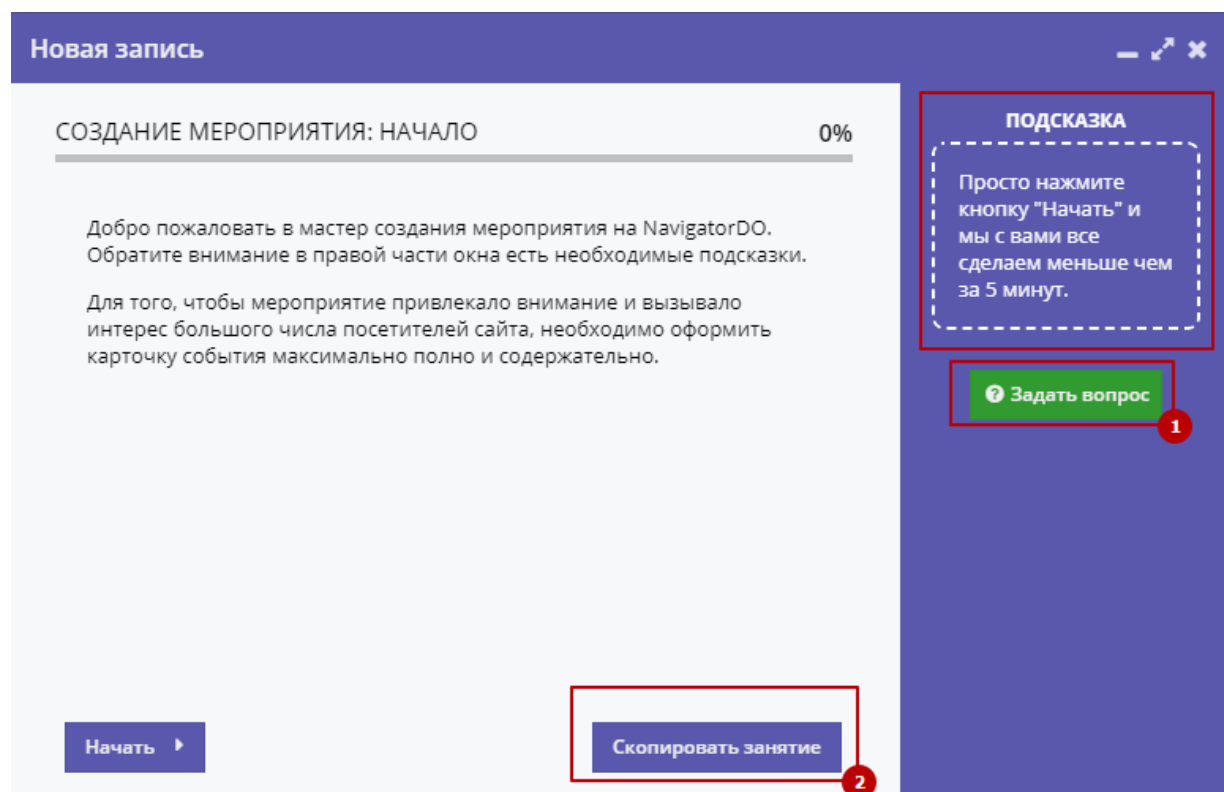 Новая запись
СОЗДАНИЕ МЕРОПРИЯТИЯ: НАЧАЛО 0%
Добро пожаловать в мастер создания мероприятия на NavigatorDO.
Обратите внимание в правой части окна есть необходимые подсказки.
Для того, чтобы мероприятие привлекало внимание и вызывало
интерес большого числа посетителей сайта, необходимо оформить
карточку события максимально полно и содержательно.
Начать
Скопировать занятие
2
ПОДСКАЗКА
Просто нажмите
кнопку "Начать" и
мы с вами все
сделаем меньше чем
за 5 минут.
Задать вопрос
1